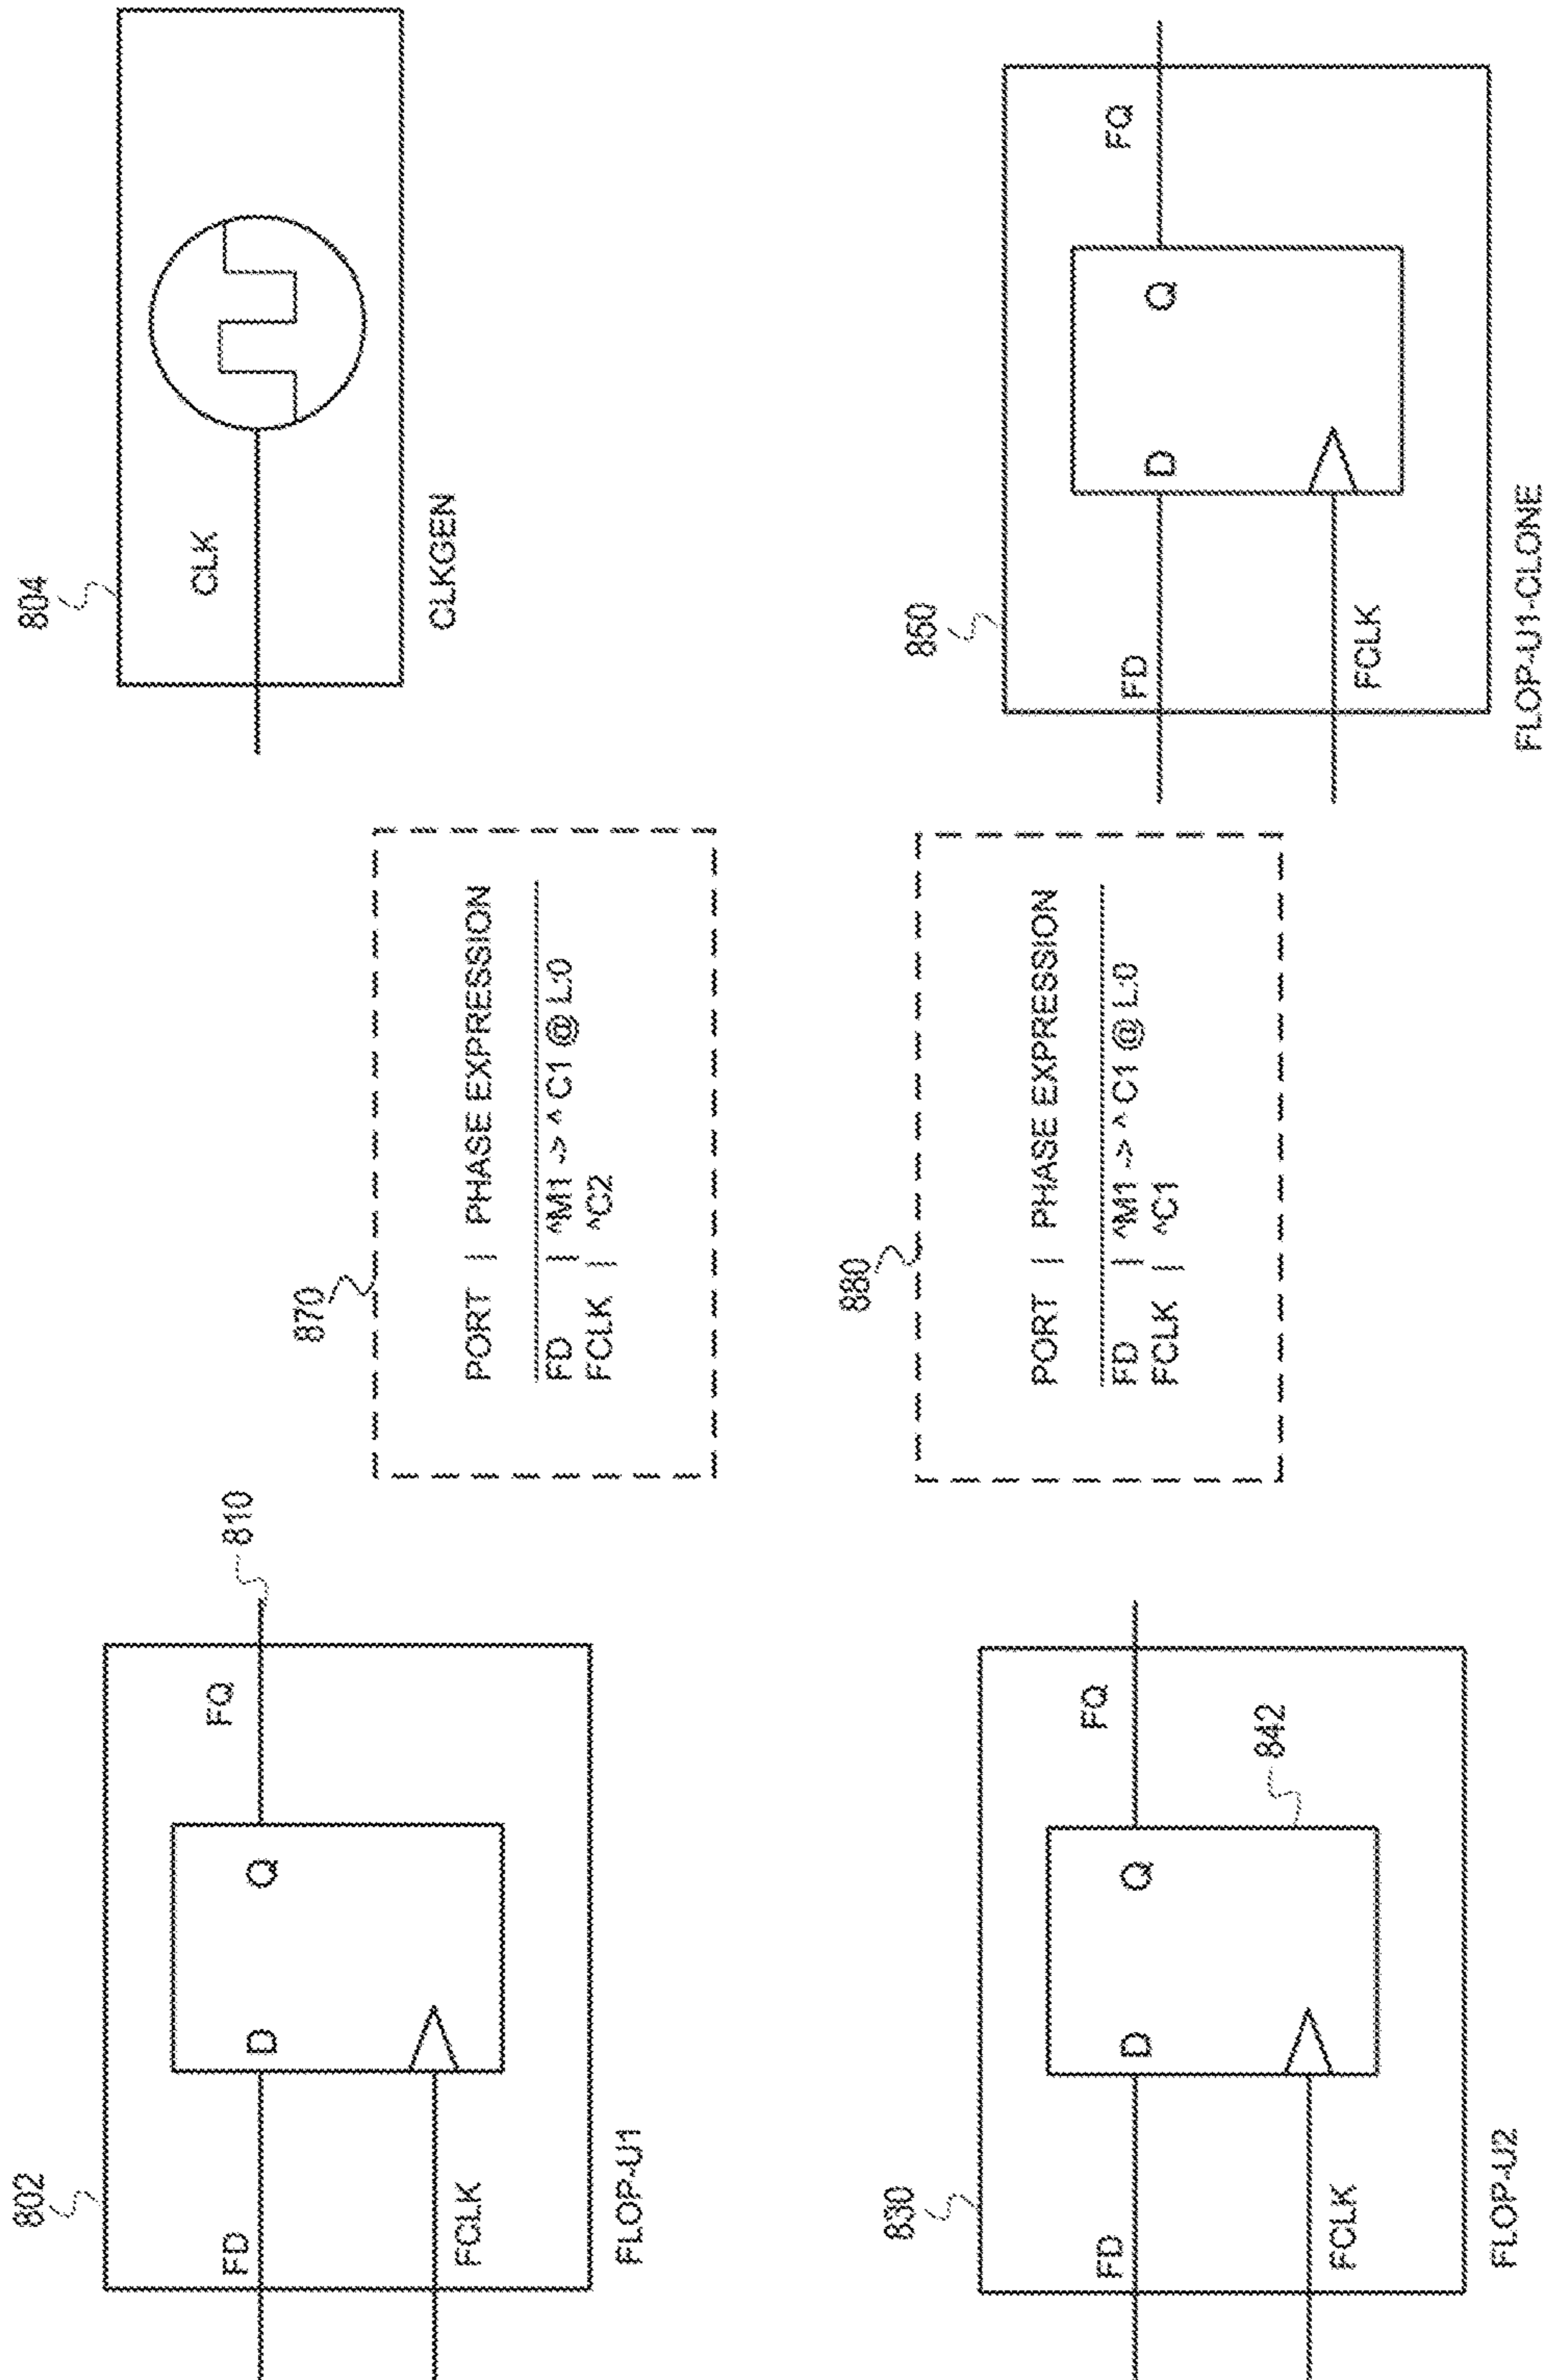 802
FD
D
Q
FQ
810
FCLK
FLOP-U1
870
PORT | PHASE EXPRESSION
FD | ^M1 -> ^ C1 @ L:0
FCLK | ^C2
804
CLK
CLKGEN
830
FD
D
Q
FQ
842
FCLK
FLOP-U2
880
PORT | PHASE EXPRESSION
FD | ^M1 -> ^ C1 @ L:0
FCLK | ^C1
850
FD
D
Q
FQ
FCLK
FLOP-U1-CLONE